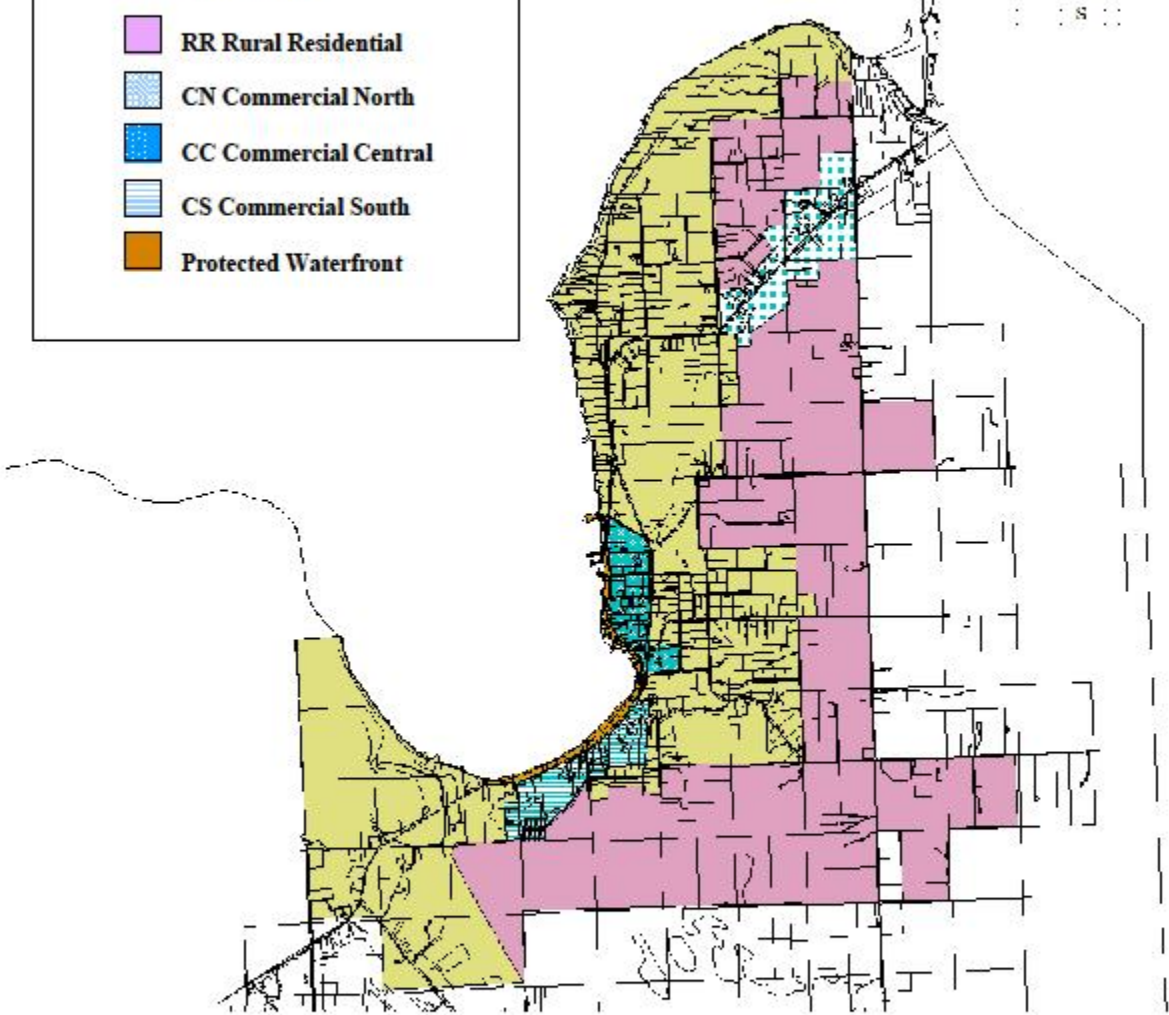 s
RR Rural Residential
CN Commercial North
CC Commercial Central
CS Commercial South
Protected Waterfront